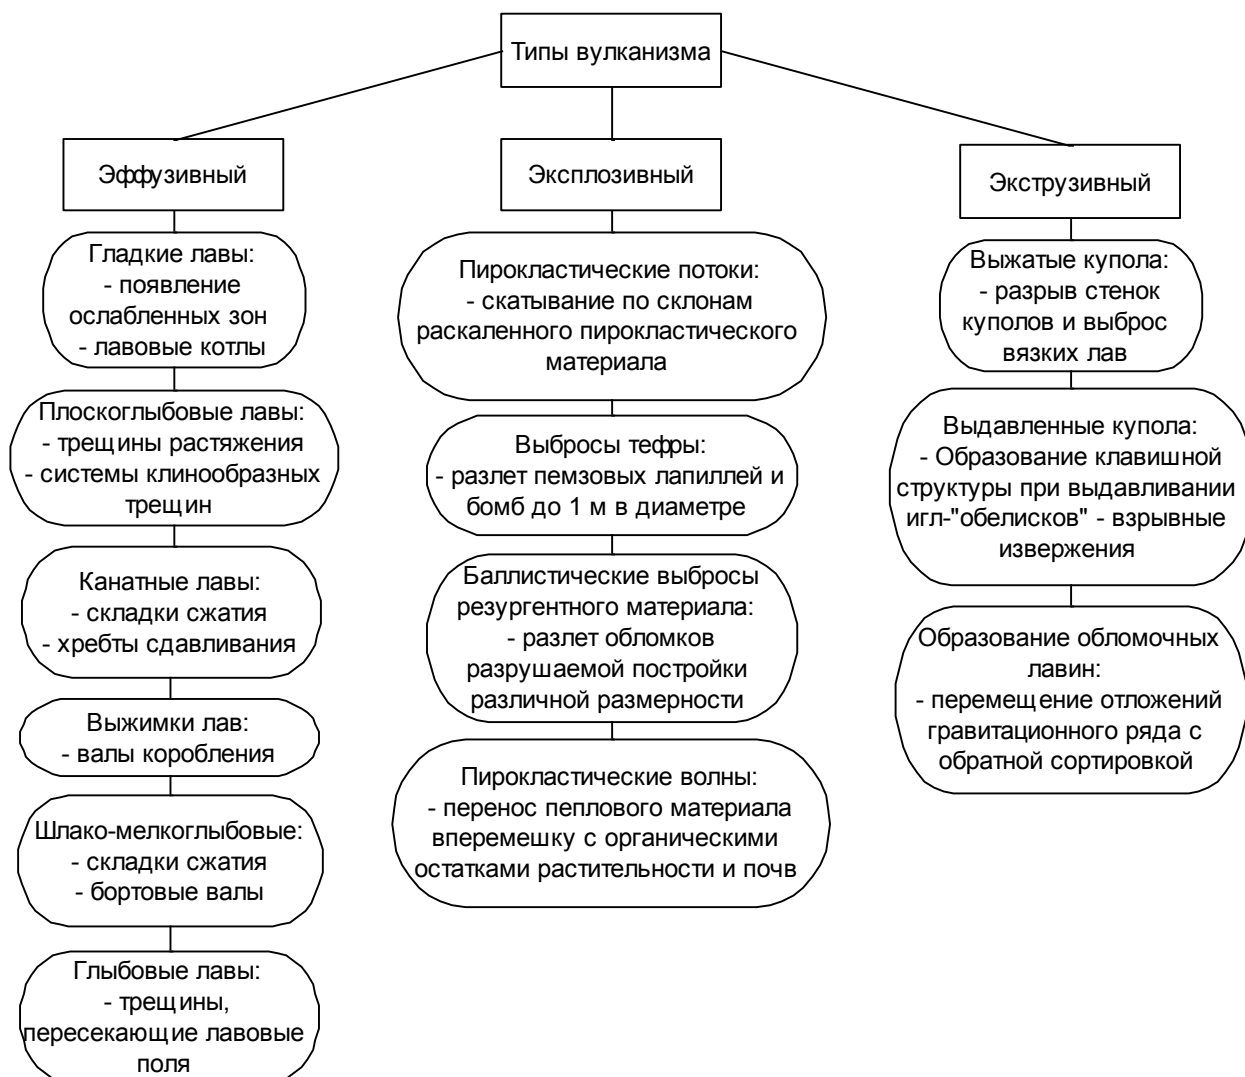 Типы вулканизма
Эффузивный
Гладкие лавы:
- появление
ослабленных зон
- лавовые котлы
Плоскоглыбовые лавы:
- трещины растяжения
- системы клинообразных
трещин
Канатные лавы:
- складки сжатия
- хребты сдавливания
Выжимки лав:
- валы коробления
Шлако-мелкоглыбовые:
- складки сжатия
- бортовые валы
Глыбовые лавы:
- трещины,
пересекающие лавовые
поля
Эксплозивный
Пирокластические потоки:
- скатывание по склонам
раскаленного пирокластического
материала
Выбросы тефры:
- разлет пемзовых лапиллей и
бомб до 1 м в диаметре
Баллистические выбросы
резургентного материала:
- разлет обломков
разрушаемой постройки
различной размерности
Пирокластические волны:
- перенос пеплового материала
вперемешку с органическими
остатками растительности и почв
Экструзивный
Выжатые купола:
- разрыв стенок
куполов и выброс
вязких лав
Выдавленные купола:
- Образование клавишной
структуры при выдавливании
игл-"обелисков" - взрывные
извержения
Образование обломочных
лавин:
- перемещение отложений
гравитационного ряда с
обратной сортировкой